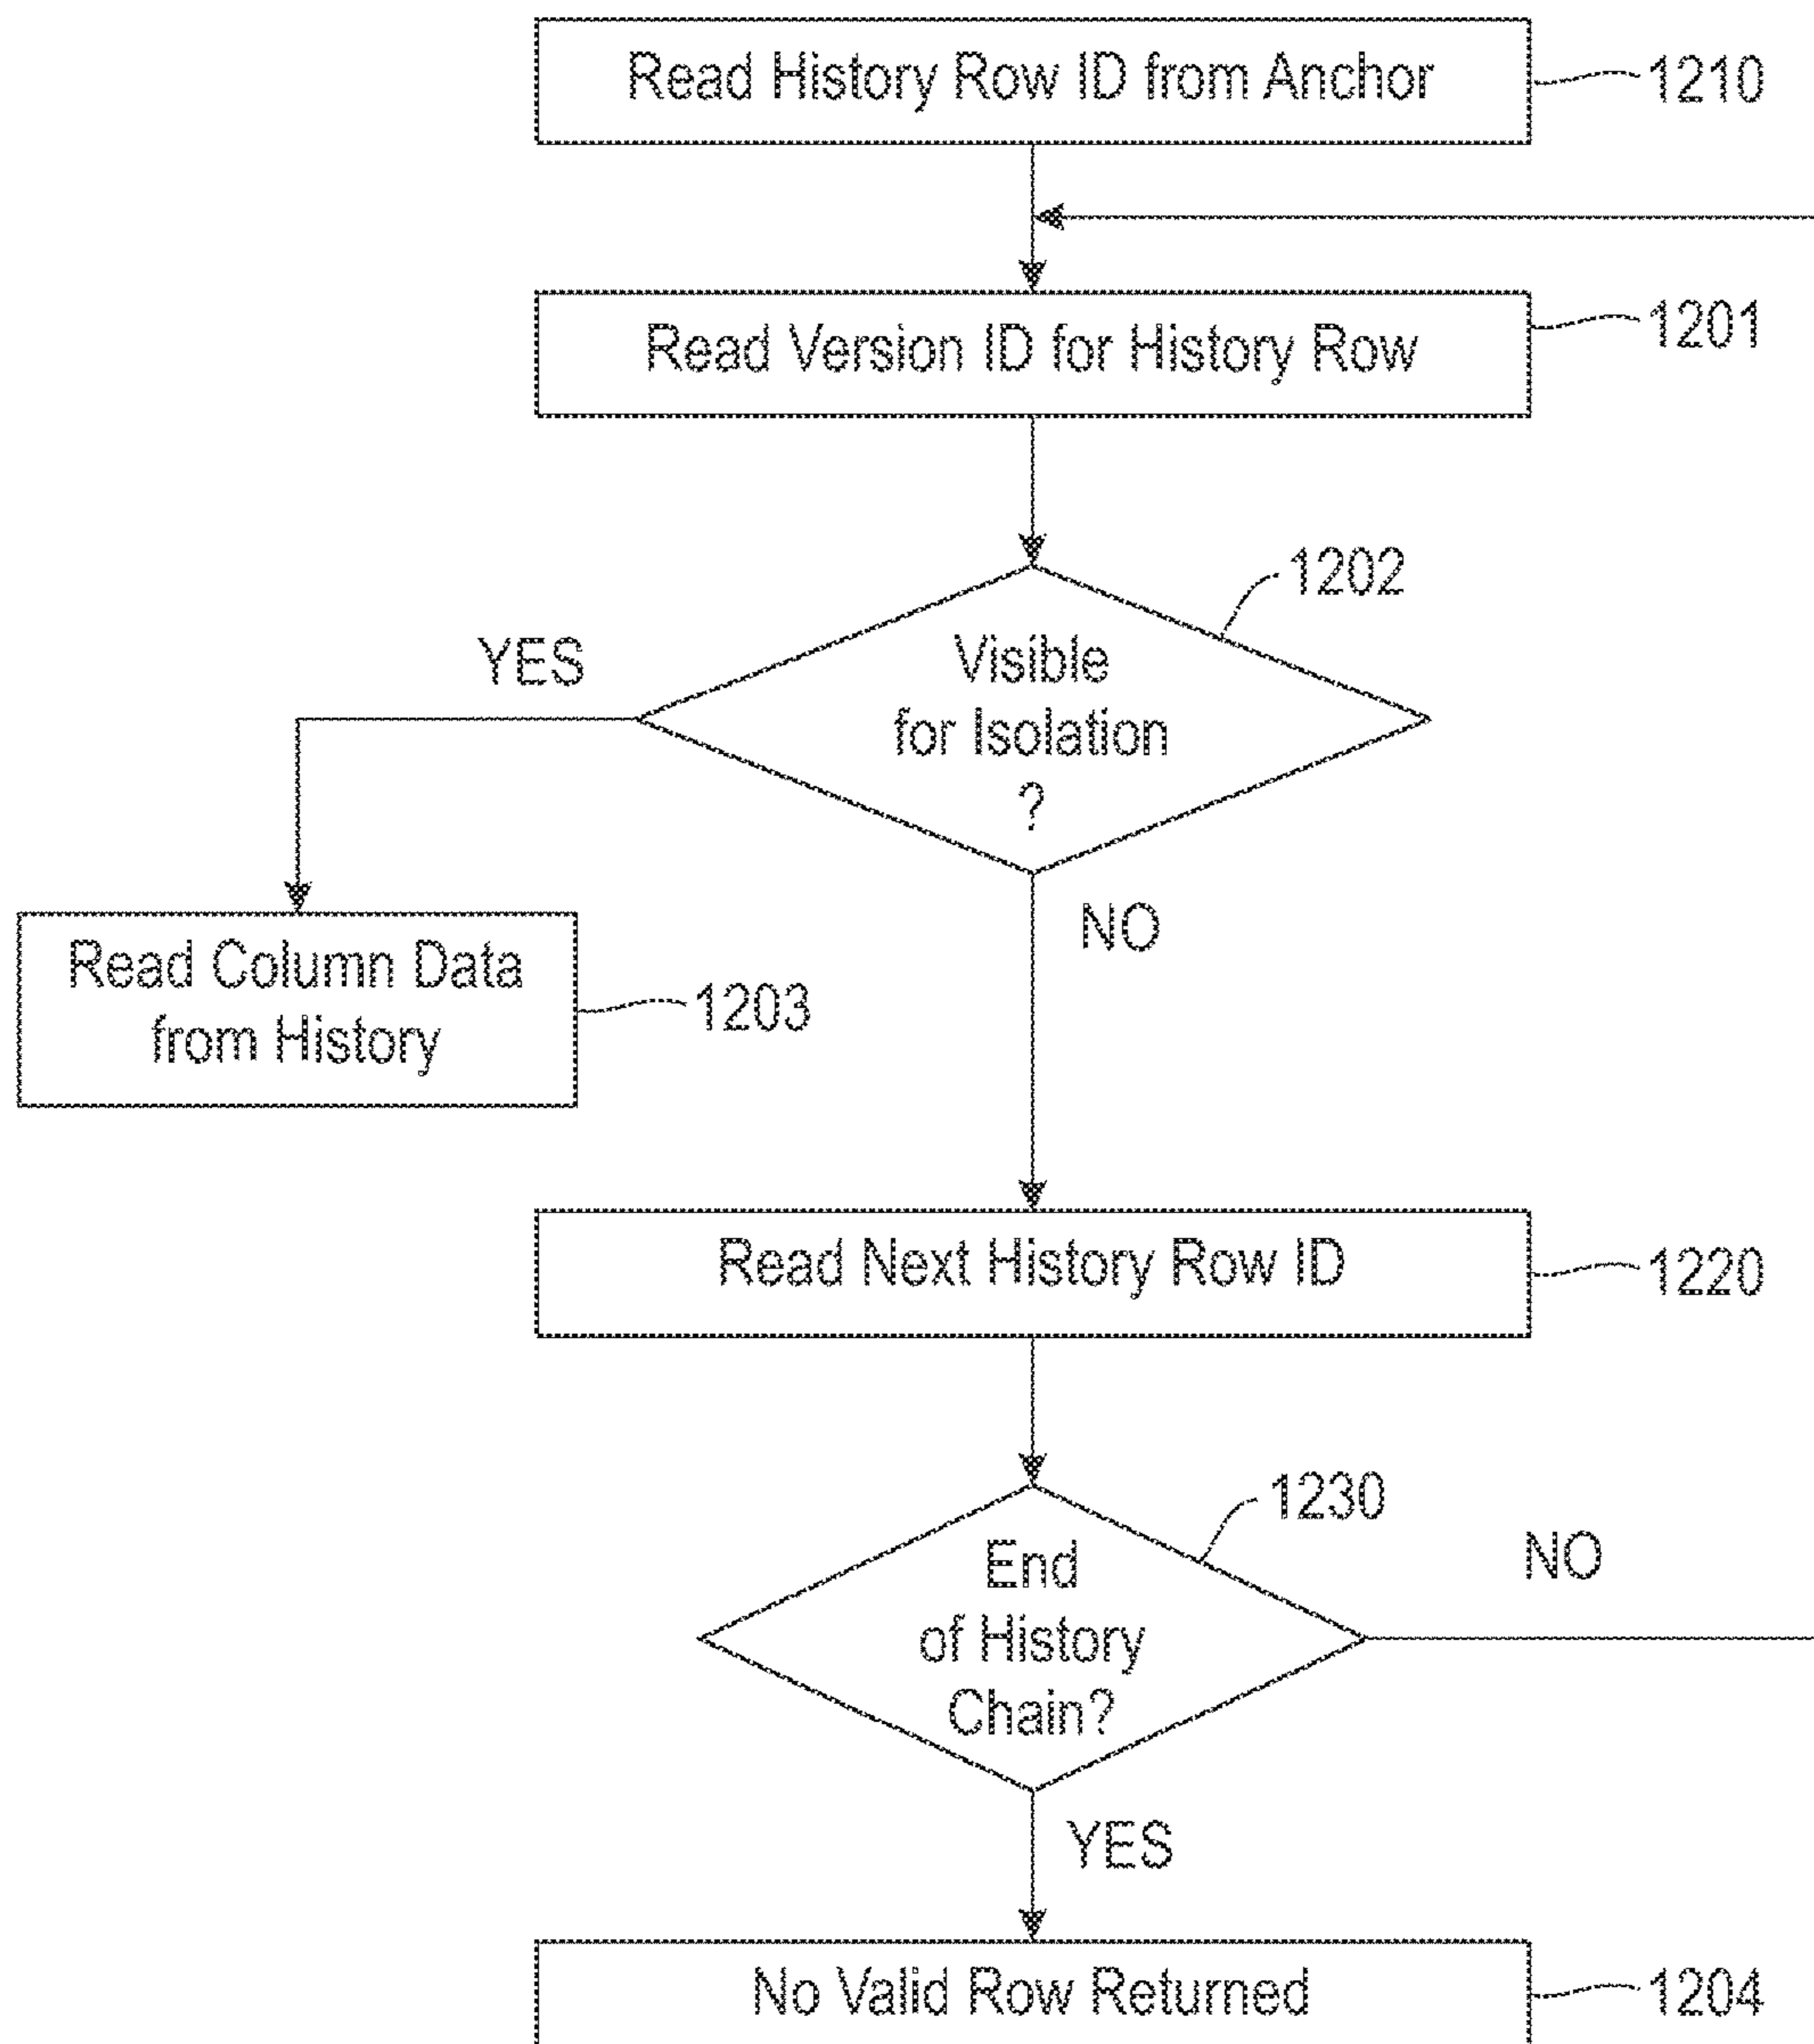 Read History Row ID from Anchor
1210
Read Version ID for History Row
1201
1202
YES
Visible
for Isolation
?
NO
Read Column Data
from History
1203
Read Next History Row ID
1220
1230
End
of History
Chain?
NO
YES
No Valid Row Returned
1204